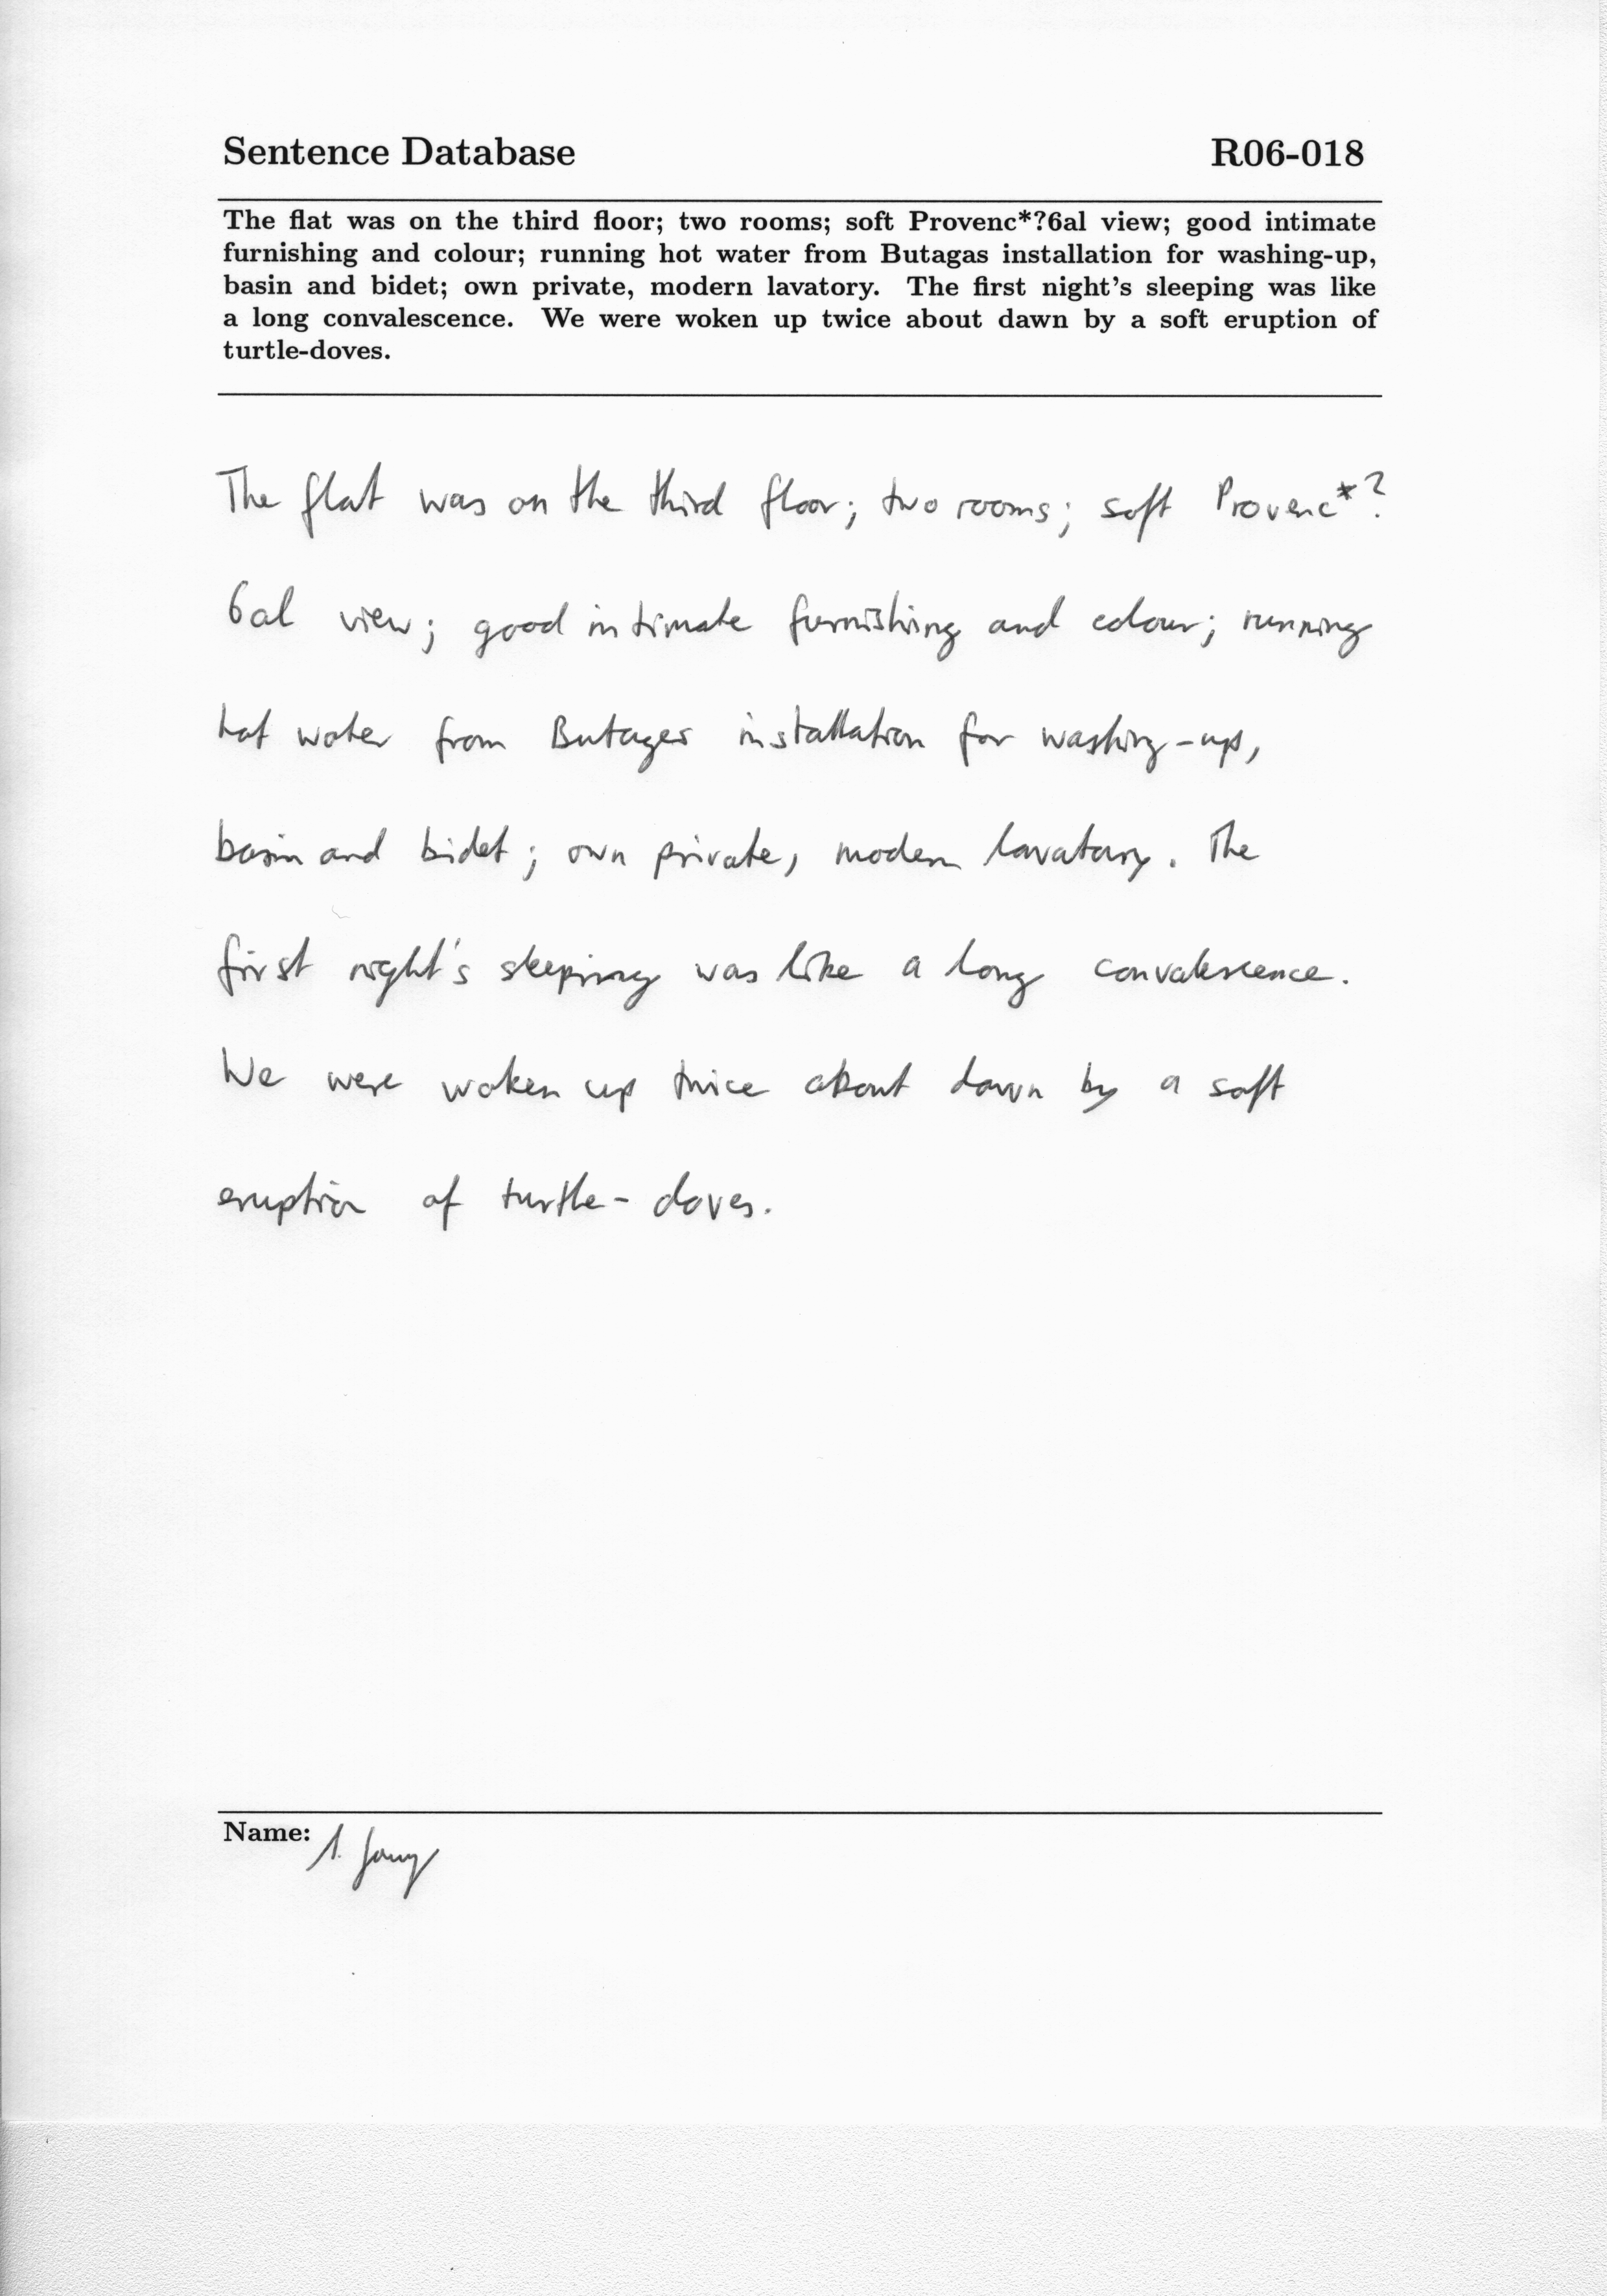 Sentence Database R06-018
The flat was on the third floor; two rooms; soft Provenc*?6al view; good intimate
furnishing and colour; running hot water from Butagas installation for washing-up,
basin and bidet; own private, modern lavatory. The first night's sleeping was like
a long convalescence. We were woken up twice about dawn by a soft eruption of
turtle-doves.
The flat was on the third floor; two rooms; soft Provenc*?
6al view; good intimate furnishing and colour; running
hot water from Butages installation for washing-up,
basin and bidet; own private, modern lavatory. The
first night's sleeping was like a long convalescence.
We were woken up twice about dawn by a soft
eruption of turtle-doves.
Name: